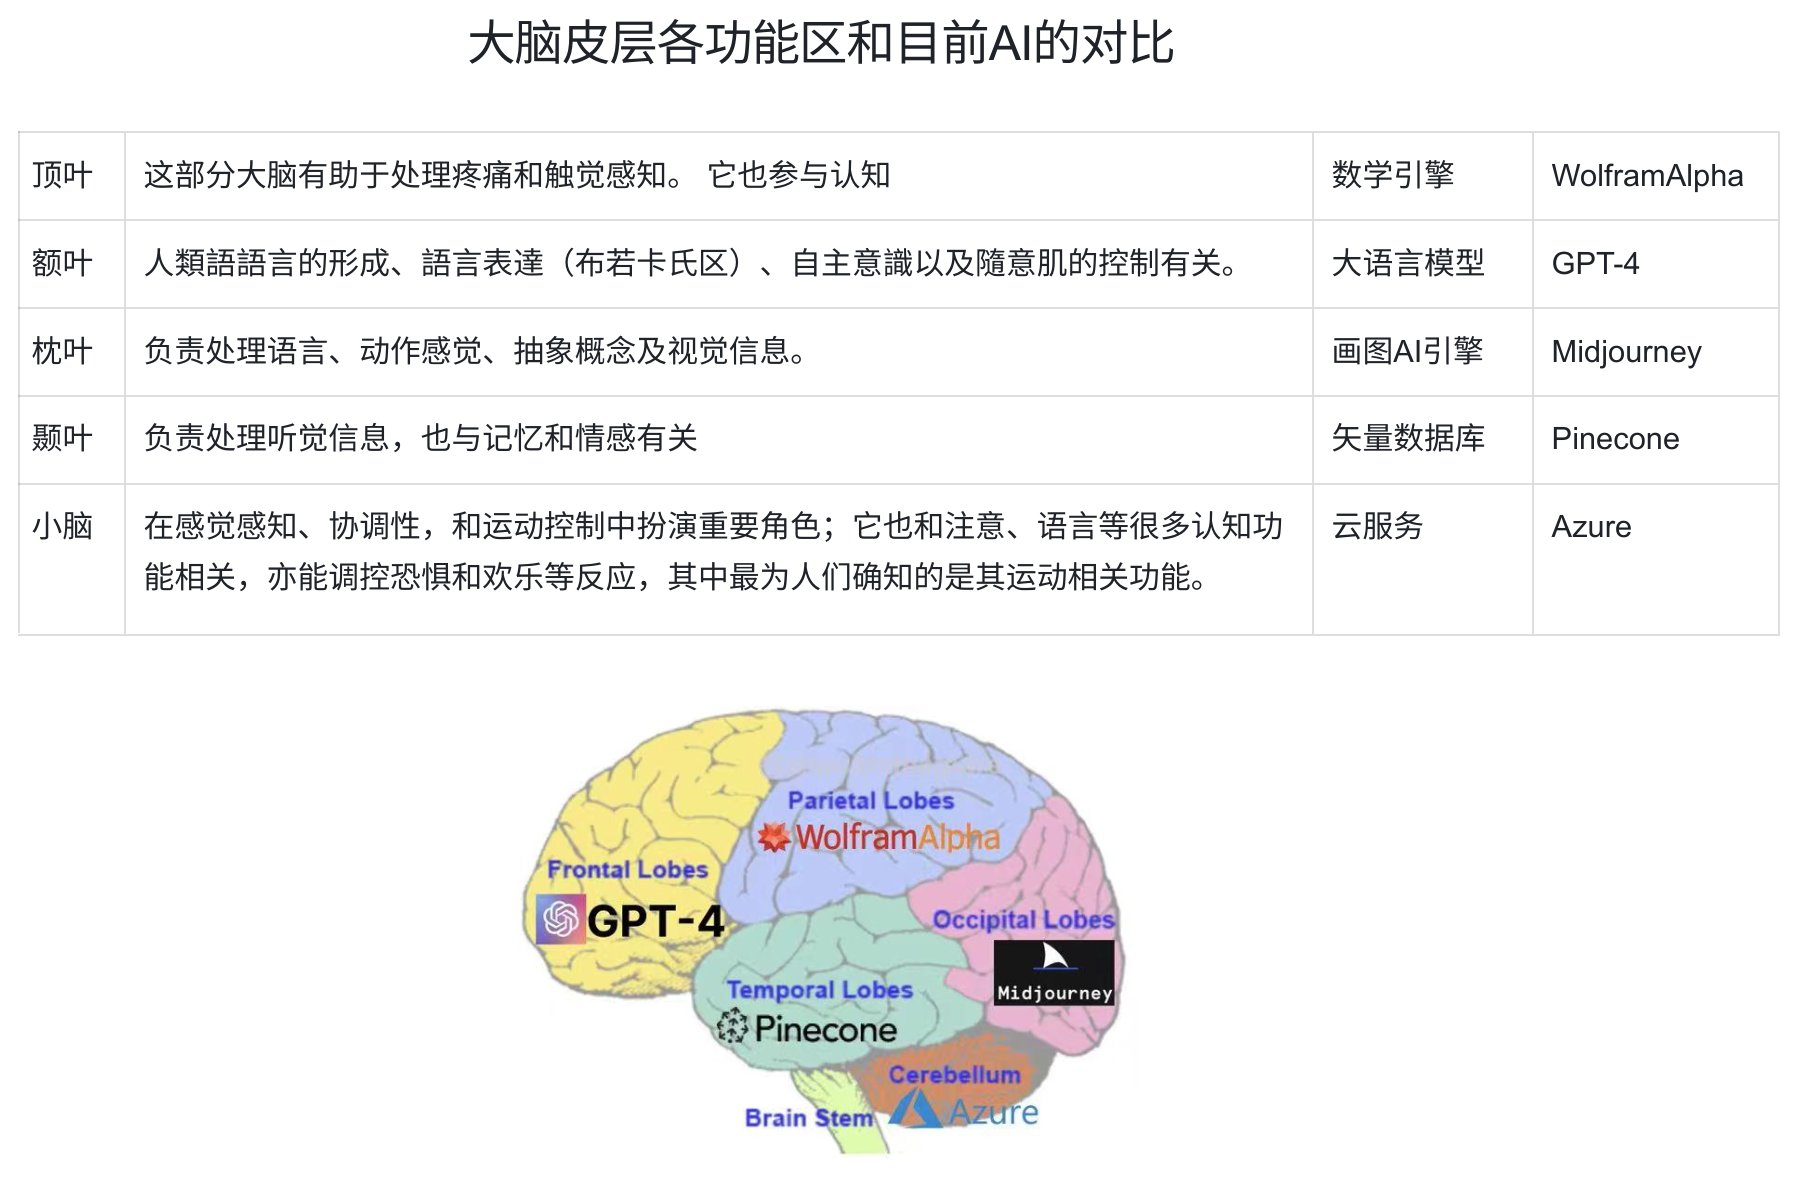 大脑皮层各功能区和目前AI的对比
顶叶 这部分大脑有助于处理疼痛和触觉感知。 它也参与认知 数学引擎 WolframAlpha
额叶 人類語語言的形成、語言表達（布若卡氏区）、自主意識以及隨意肌的控制有关。 大语言模型 GPT-4
枕叶 负责处理语言、动作感觉、抽象概念及视觉信息。 画图AI引擎 Midjourney
颞叶 负责处理听觉信息，也与记忆和情感有关 矢量数据库 Pinecone
小脑 在感觉感知、协调性，和运动控制中扮演重要角色；它也和注意、语言等很多认知功 云服务 Azure
能相关，亦能调控恐惧和欢乐等反应，其中最为人们确知的是其运动相关功能。
Parietal Lobes
WolframAlpha
Frontal Lobes
GPT-4
Occipital Lobes
Midjourney
Temporal Lobes
Pinecone
Cerebellum
Azure
Brain Stem